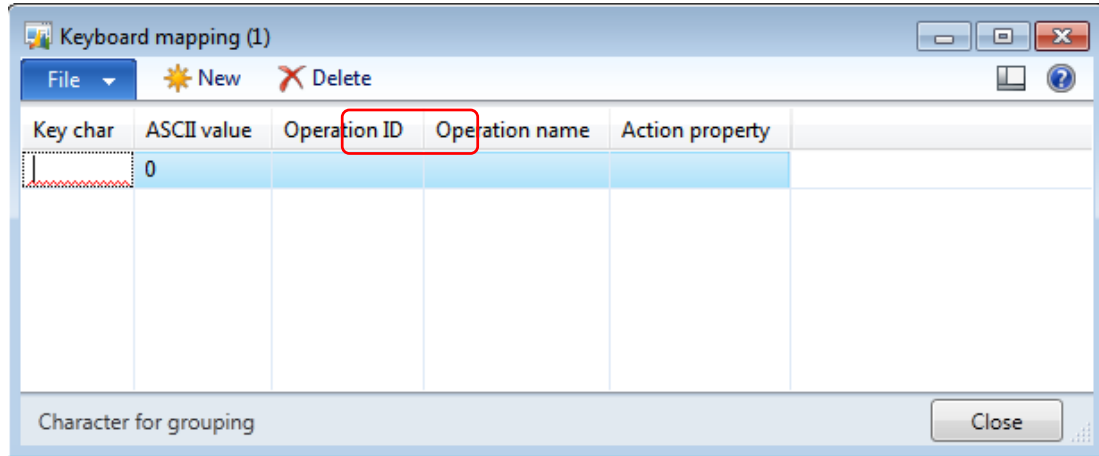 Keyboard mapping (1)
File New Delete
Key char ASCII value Operation ID Operation name Action property
0
Character for grouping Close